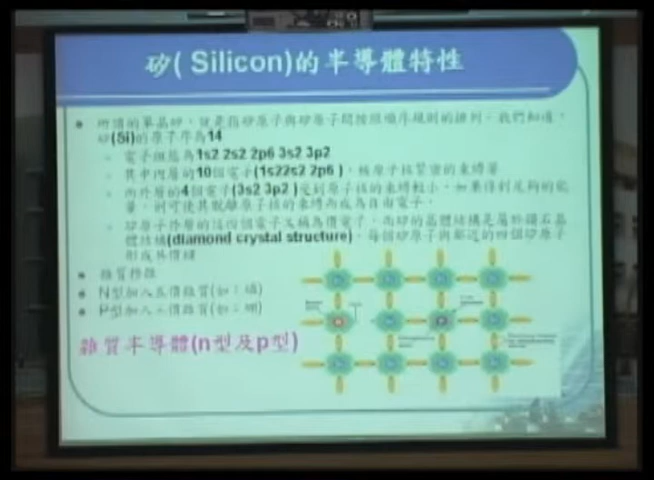 矽( Silicon)的半導體特性
所謂的單晶矽，就是指矽原子與矽原子間按照順序規則的排列。我們知道，
矽(Si)的原子序為14
電子組態為1s2 2s2 2p6 3s2 3p2
其中內層的10個電子(1s22s2 2p6 )，被原子核緊密的束縛著
而外層的4個電子(3s2 3p2 )受到原子核的束縛較小，如果得到足夠的能
量，則可使其脫離原子核的束縛而成為自由電子。
矽原子外層的這四個電子又稱為價電子，而矽的晶體結構是屬於鑽石晶
體結構(diamond crystal structure)，每個矽原子與鄰近的四個矽原子
形成共價鍵
雜質摻雜
N型加入五價雜質(如：磷)
P型加入三價雜質(如：硼)
雜質半導體(n型及p型)